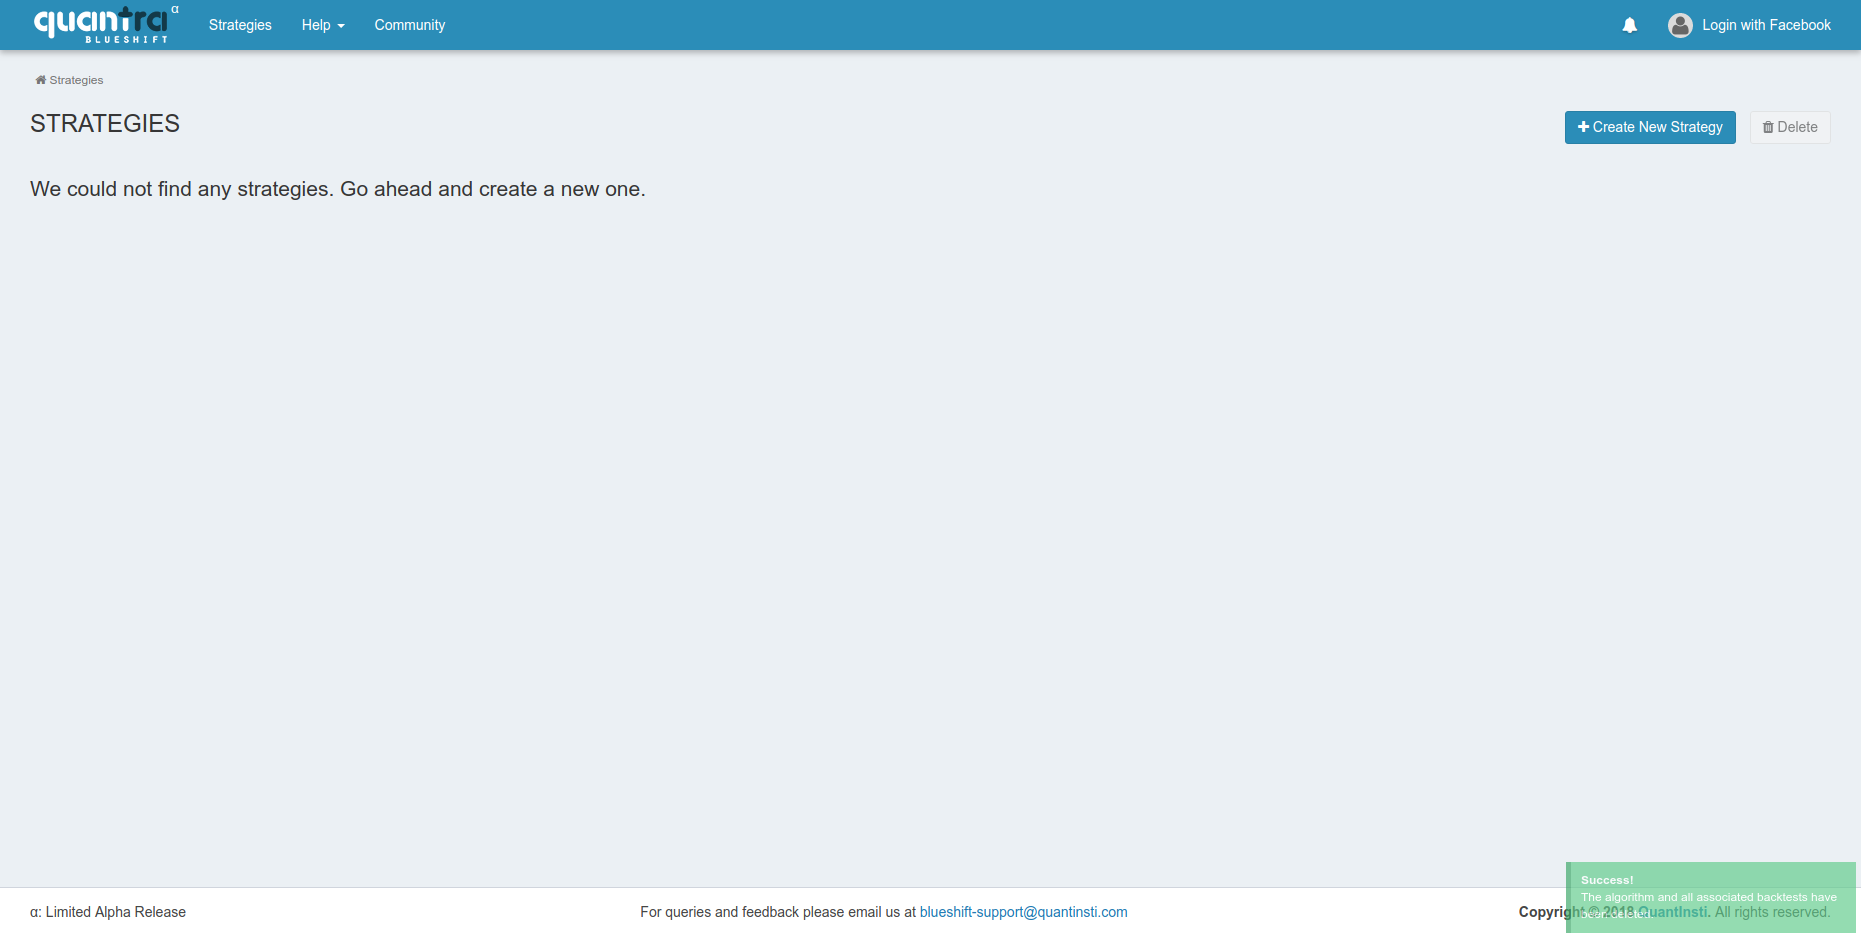 quantra α
BLUESHIFT
Strategies
Help
Community
Login with Facebook
Strategies
STRATEGIES
Create New Strategy
Delete
We could not find any strategies. Go ahead and create a new one.
Success!
The algorithm and all associated backtests have
been deleted.
α: Limited Alpha Release
For queries and feedback please email us at blueshift-support@quantinsti.com
Copyright © 2018 QuantInsti. All rights reserved.